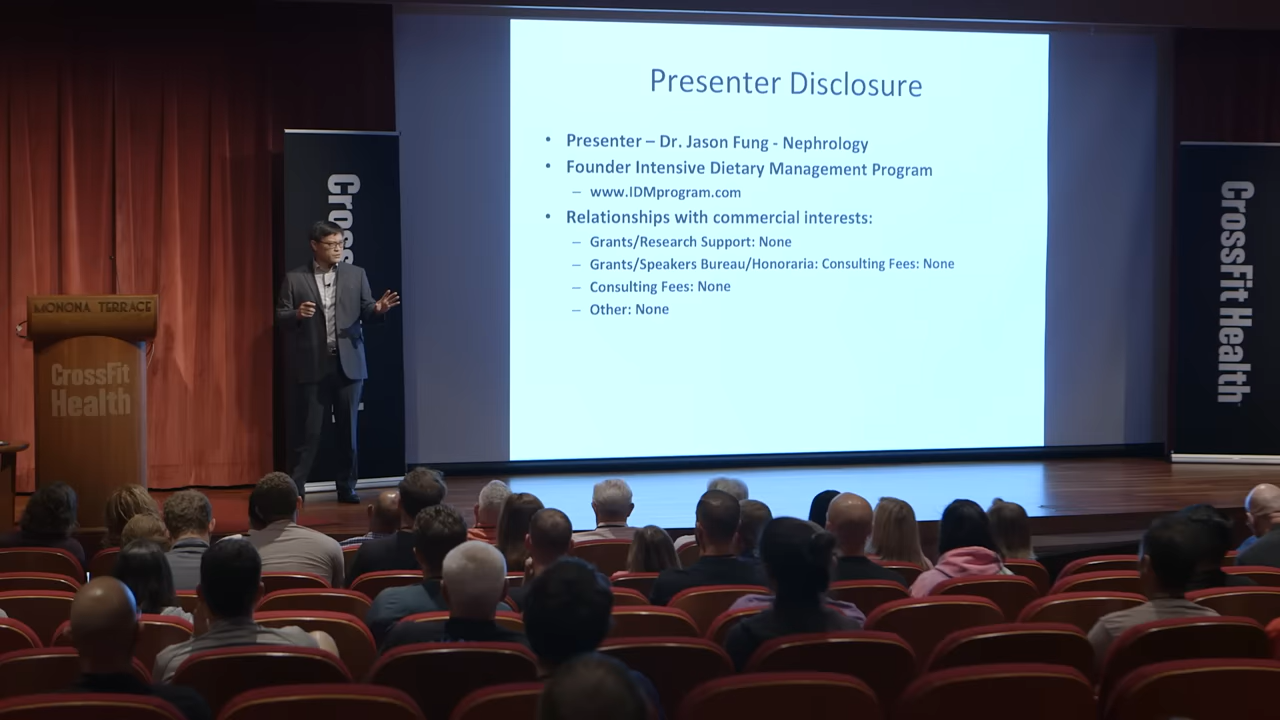 Presenter Disclosure
• Presenter – Dr. Jason Fung - Nephrology
• Founder Intensive Dietary Management Program
– www.IDMprogram.com
• Relationships with commercial interests:
– Grants/Research Support: None
– Grants/Speakers Bureau/Honoraria: Consulting Fees: None
– Consulting Fees: None
– Other: None
MONONA TERRACE
CrossFit
Health
CrossFit Health